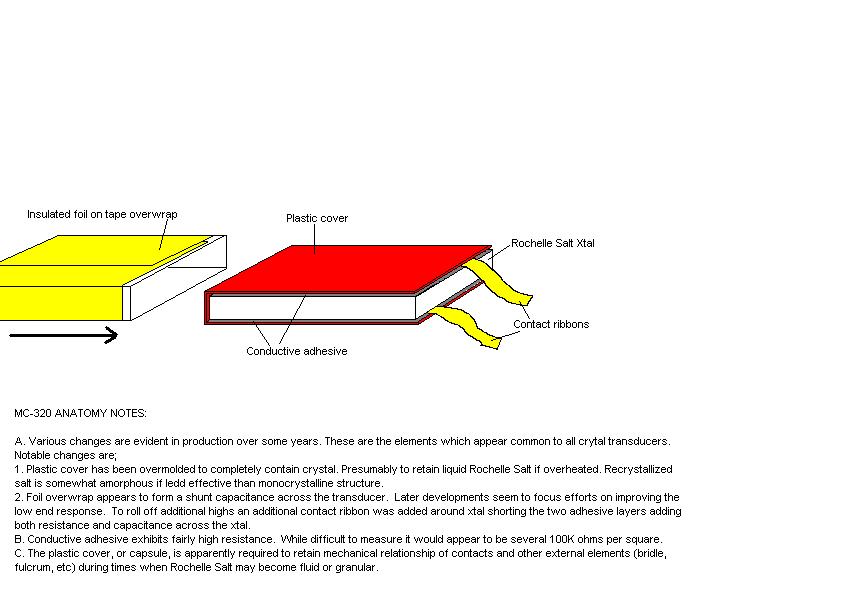 Insulated foil on tape overwrap
Plastic cover
Rochelle Salt Xtal
Contact ribbons
Conductive adhesive
MC-320 ANATOMY NOTES:
A. Various changes are evident in production over some years. These are the elements which appear common to all crytal transducers.
Notable changes are;
1. Plastic cover has been overmolded to completely contain crystal. Presumably to retain liquid Rochelle Salt if overheated. Recrystallized
salt is somewhat amorphous if ledd effective than monocrystalline structure.
2. Foil overwrap appears to form a shunt capacitance across the transducer.  Later developments seem to focus efforts on improving the
low end response.  To roll off additional highs an additional contact ribbon was added around xtal shorting the two adhesive layers adding
both resistance and capacitance across the xtal.
B. Conductive adhesive exhibits fairly high resistance.  While difficult to measure it would appear to be several 100K ohms per square.
C. The plastic cover, or capsule, is apparently required to retain mechanical relationship of contacts and other external elements (bridle,
fulcrum, etc) during times when Rochelle Salt may become fluid or granular.